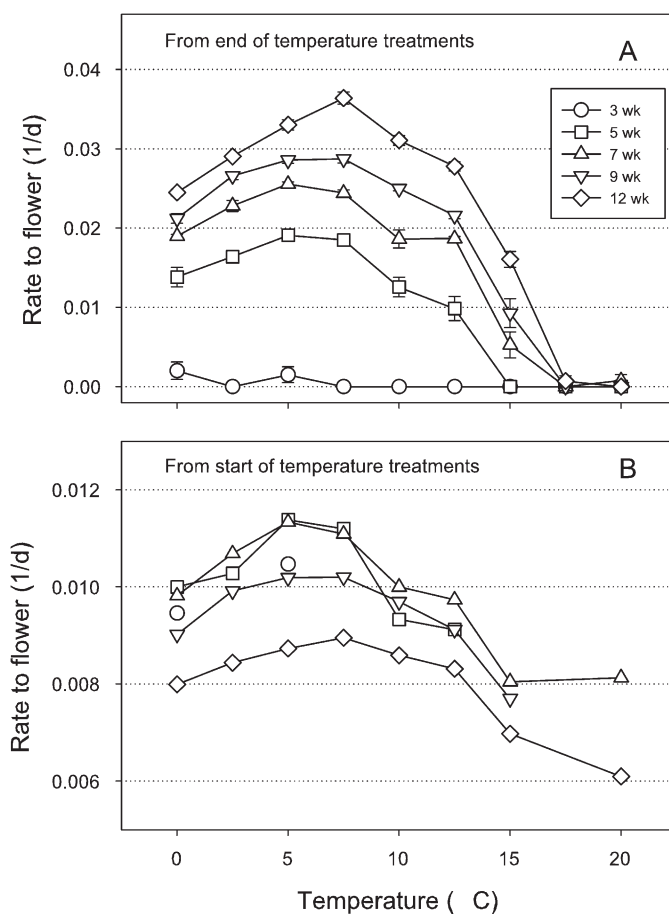 From end of temperature treatments
A
0.04
0.03
0.02
0.01
0.00
Rate to flower (1/d)
3 wk
5 wk
7 wk
9 wk
12 wk
From start of temperature treatments
B
0.012
0.010
0.008
0.006
Rate to flower (1/d)
0 5 10 15 20
Temperature ( C)